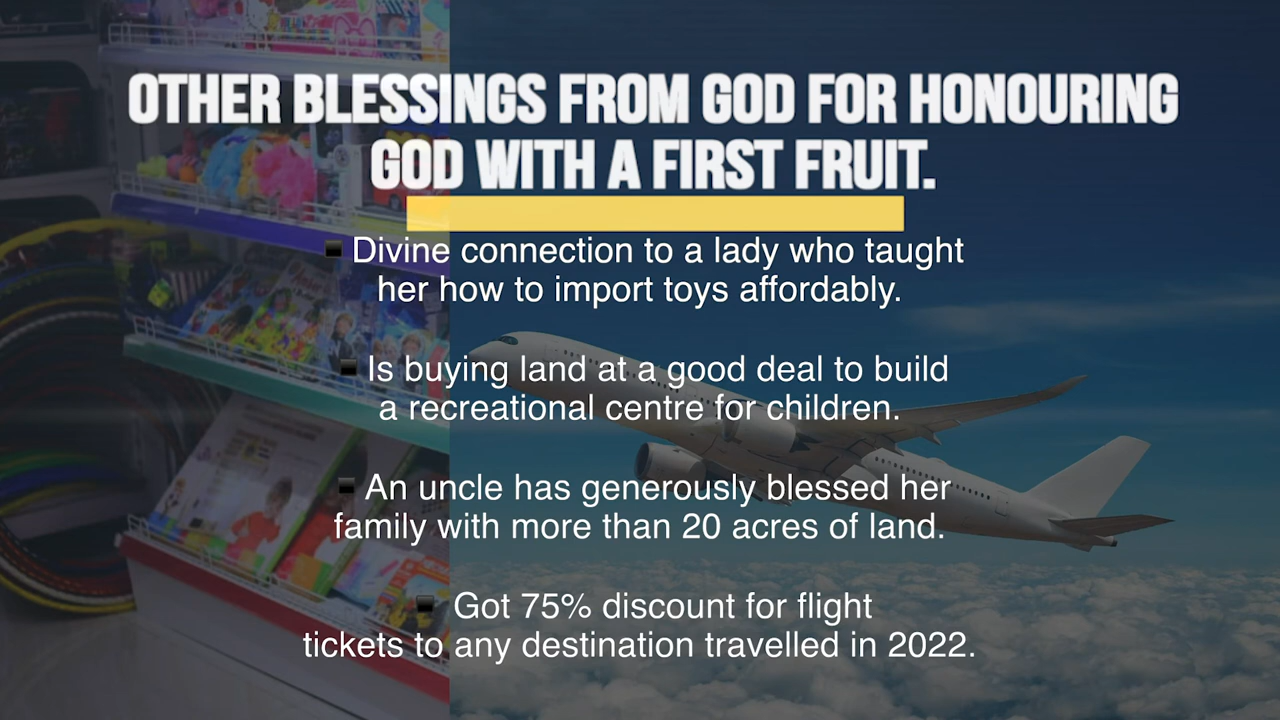 OTHER BLESSINGS FROM GOD FOR HONOURING
GOD WITH A FIRST FRUIT.
▪ Divine connection to a lady who taught
her how to import toys affordably.
▪ Is buying land at a good deal to build
a recreational centre for children.
▪ An uncle has generously blessed her
family with more than 20 acres of land.
▪ Got 75% discount for flight
tickets to any destination travelled in 2022.